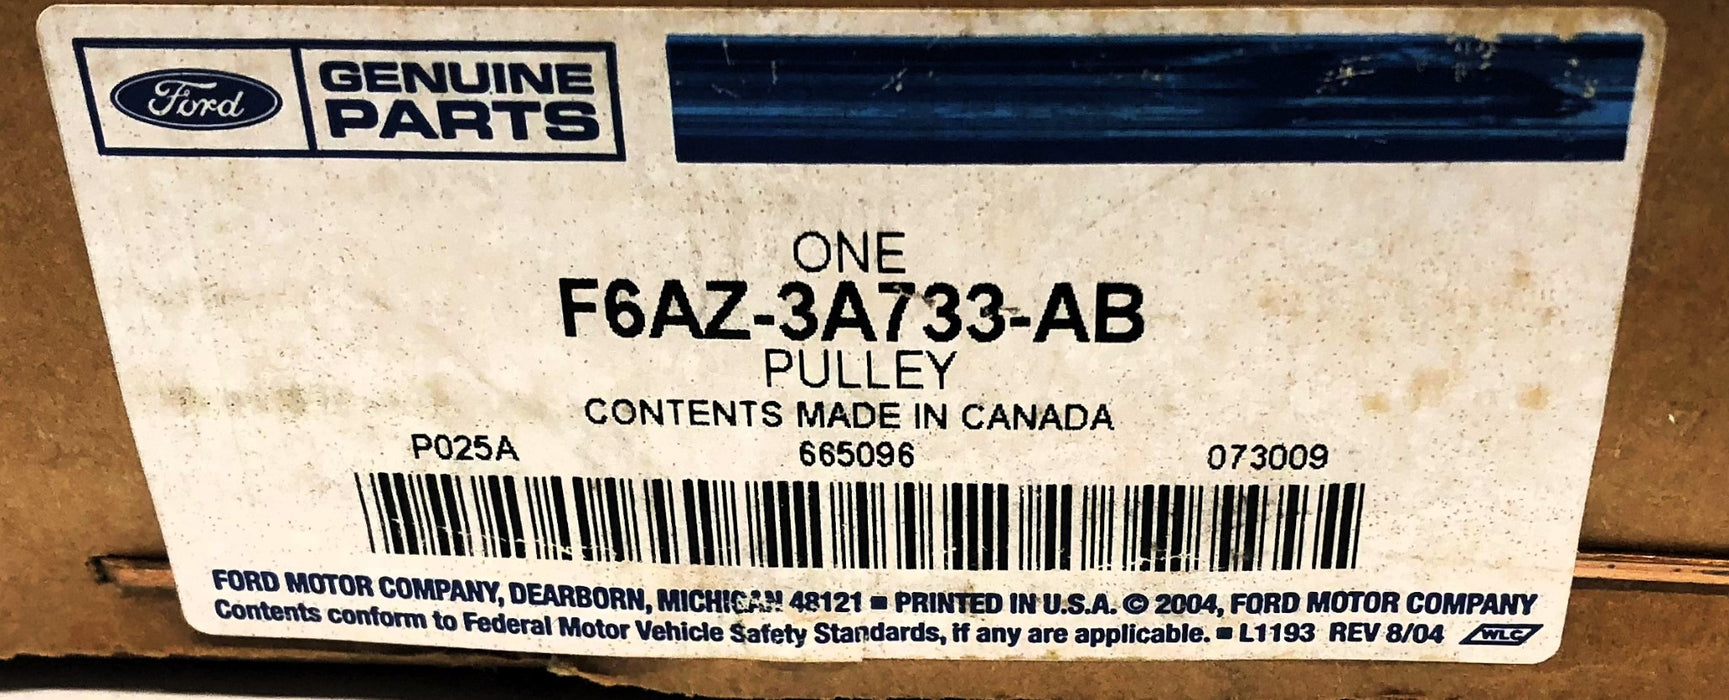 Ford
GENUINE
PARTS
ONE
F6AZ-3A733-AB
PULLEY
CONTENTS MADE IN CANADA
P025A 665096 073009
FORD MOTOR COMPANY, DEARBORN, MICHIGAN 48121 ■ PRINTED IN U.S.A. © 2004, FORD MOTOR COMPANY
Contents conform to Federal Motor Vehicle Safety Standards, if any are applicable. ■ L1193 REV 8/04 WLC